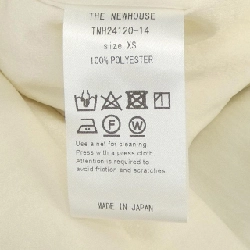 THE NEWHOUSE
TNH24120-14
size XS
100% POLYESTER
P
F
W
Use a net for cleaning.
Press with a press cloth.
Attention is required to
avoid friction and scratches.
MADE IN JAPAN